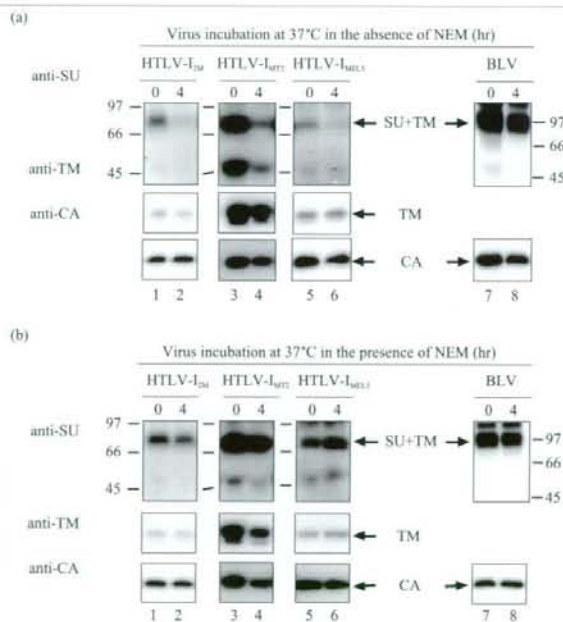 (a)
Virus incubation at 37°C in the absence of NEM (hr)
anti-SU HTLV-I2M HTLV-IMT2 HTLV-IMEL5 BLV
0 4 0 4 0 4 0 4
97
66 SU+TM 97
66
anti-TM 45 45
anti-CA TM
CA
1 2 3 4 5 6 7 8
(b)
Virus incubation at 37°C in the presence of NEM (hr)
HTLV-I2M HTLV-IMT2 HTLV-IMEL5 BLV
0 4 0 4 0 4 0 4
97
anti-SU SU+TM 97
66 66
45 45
anti-TM TM
anti-CA CA
1 2 3 4 5 6 7 8